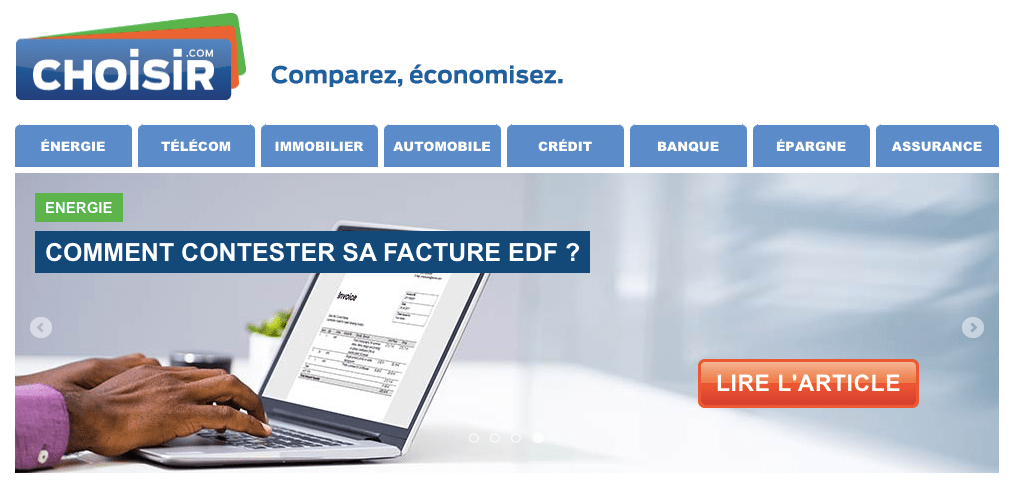 CHOISIR.COM
Comparez, économisez.
ÉNERGIE
TÉLÉCOM
IMMOBILIER
AUTOMOBILE
CRÉDIT
BANQUE
ÉPARGNE
ASSURANCE
ENERGIE
COMMENT CONTESTER SA FACTURE EDF ?
Invoice
LIRE L'ARTICLE